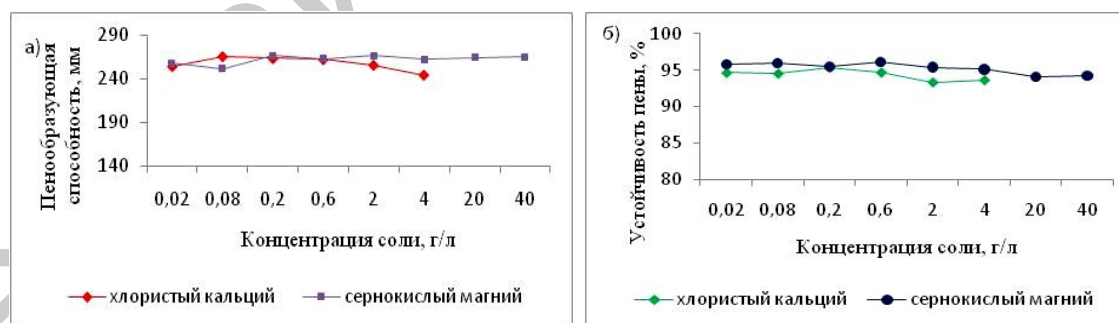 а)
Пенообразующая
способность, мм
290
240
190
140
0,02 0,08 0,2 0,6 2 4 20 40
Концентрация соли, г/л
хлористый кальций сернокислый магний
б)
Устойчивость пены, %
100
95
90
85
80
0,02 0,08 0,2 0,6 2 4 20 40
Концентрация соли, г/л
хлористый кальций сернокислый магний